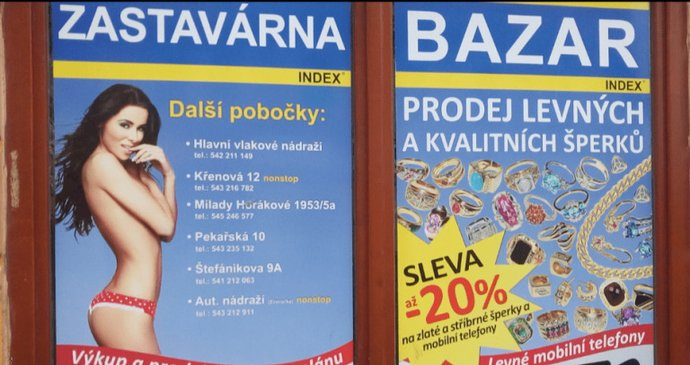 ZASTAVÁRNA
INDEX
Další pobočky:
• Hlavní vlakové nádraží
tel.: 542 211 149
• Křenová 12 nonstop
tel.: 543 216 782
• Milady Horákové 1953/5a
tel.: 545 246 577
• Pekařská 10
tel.: 543 235 132
• Štefánikova 9A
tel.: 541 212 063
• Aut. nádraží nonstop
tel.: 543 212 911
Výkup a
BAZAR
INDEX
PRODEJ LEVNÝCH
A KVALITNÍCH ŠPERKŮ
SLEVA
až -20%
na zlaté a stříbrné šperky a
mobilní telefony
Levné mobilní telefony